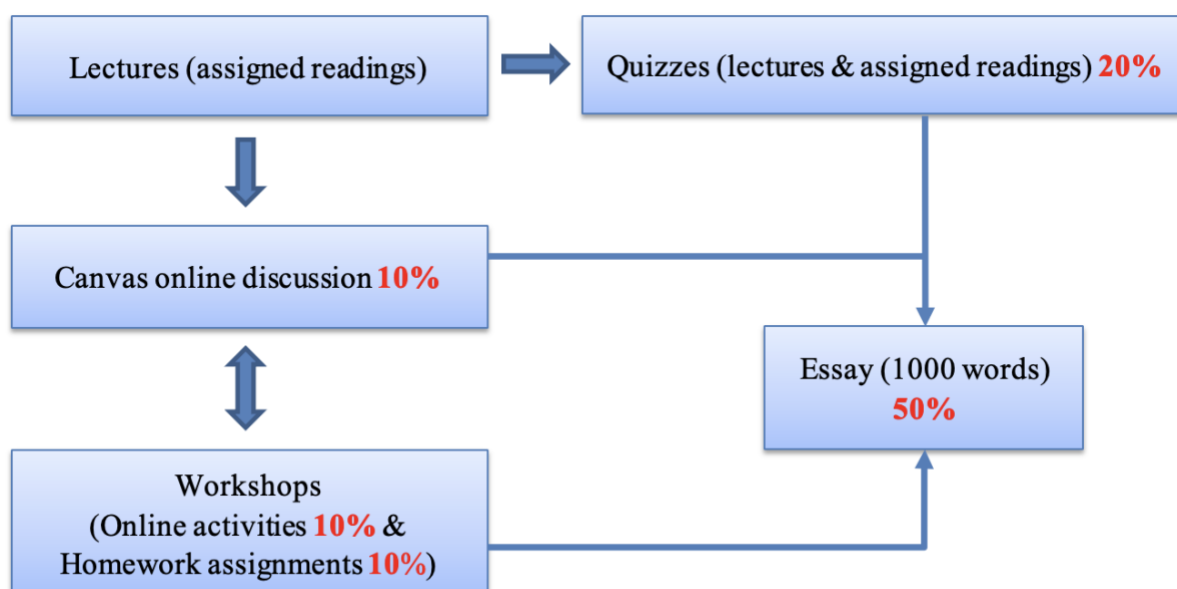 Lectures (assigned readings)
Quizzes (lectures & assigned readings) 20%
Canvas online discussion 10%
Essay (1000 words)
50%
Workshops
(Online activities 10% &
Homework assignments 10%)